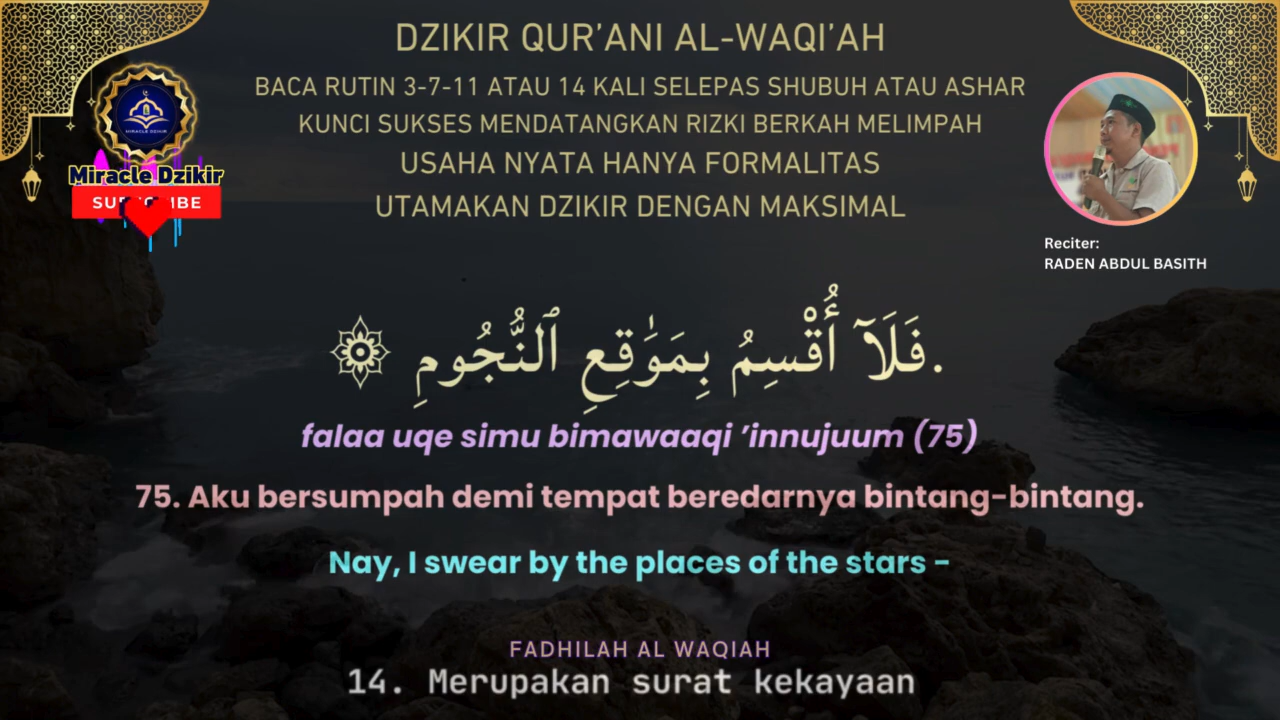 DZIKIR QUR'ANI AL-WAQI'AH
BACA RUTIN 3-7-11 ATAU 14 KALI SELEPAS SHUBUH ATAU ASHAR
KUNCI SUKSES MENDATANGKAN RIZKI BERKAH MELIMPAH
USAHA NYATA HANYA FORMALITAS
UTAMAKAN DZIKIR DENGAN MAKSIMAL
MIRACLE DZIKIR
Miracle Dzikir
Reciter:
RADEN ABDUL BASITH
فَلَآ أُقْسِمُ بِمَوَٰقِعِ ٱلنُّجُومِ.
falaa uqe simu bimawaaqi 'innujuum (75)
75. Aku bersumpah demi tempat beredarnya bintang-bintang.
Nay, I swear by the places of the stars -
FADHILAH AL WAQIAH
14. Merupakan surat kekayaan